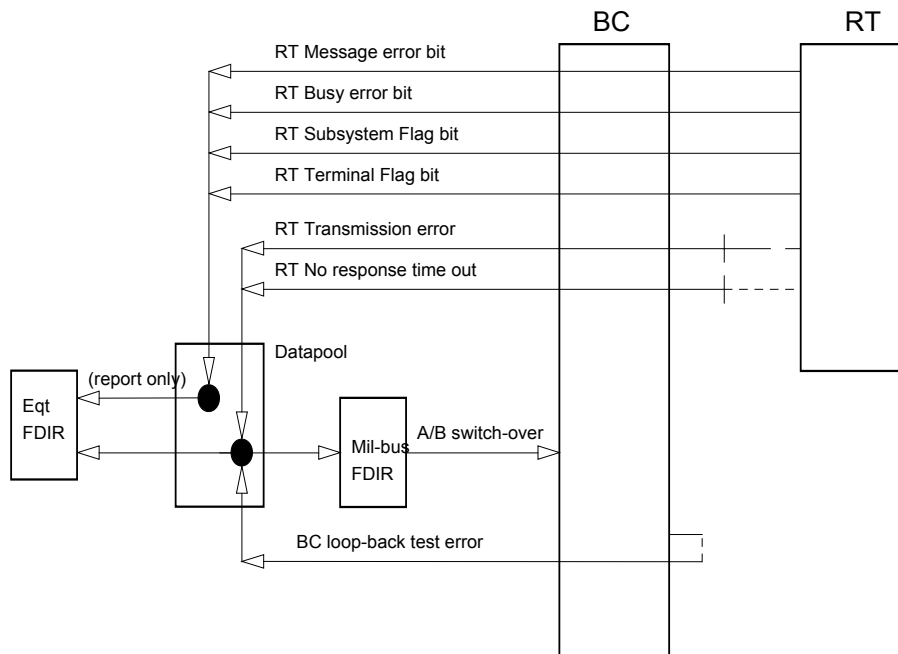 BC
RT
RT Message error bit
RT Busy error bit
RT Subsystem Flag bit
RT Terminal Flag bit
RT Transmission error
RT No response time out
Datapool
(report only)
Eqt
FDIR
A/B switch-over
Mil-bus
FDIR
BC loop-back test error